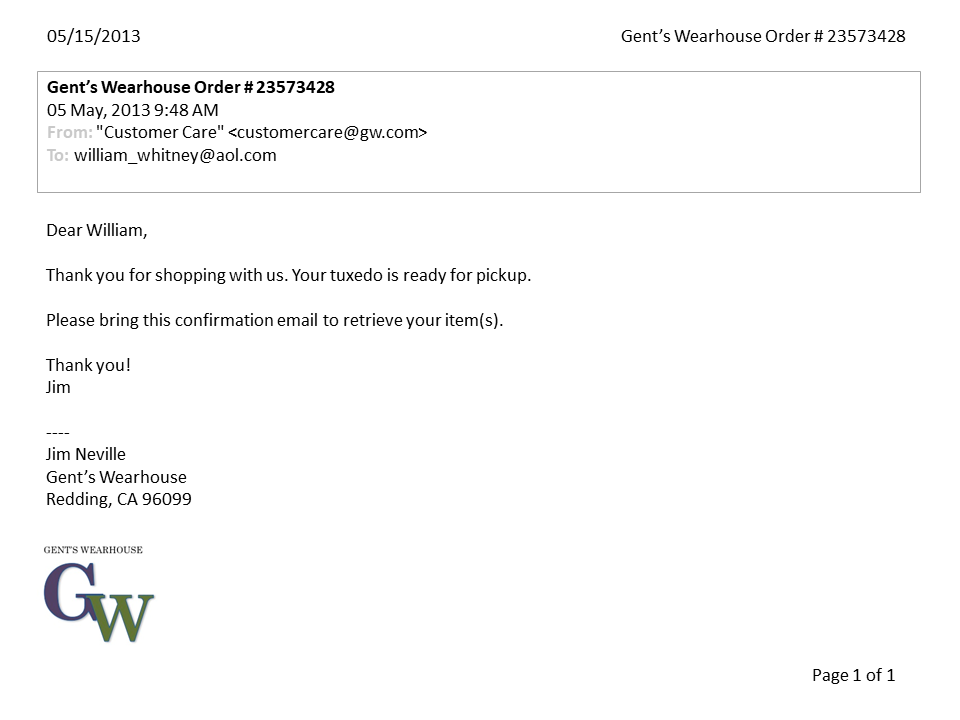 05/15/2013 Gent’s Wearhouse Order # 23573428
Gent’s Wearhouse Order # 23573428
05 May, 2013 9:48 AM
From: "Customer Care" <customercare@gw.com>
To: william_whitney@aol.com
Dear William,
Thank you for shopping with us. Your tuxedo is ready for pickup.
Please bring this confirmation email to retrieve your item(s).
Thank you!
Jim
----
Jim Neville
Gent’s Wearhouse
Redding, CA 96099
GENT'S WEARHOUSE
GW
Page 1 of 1